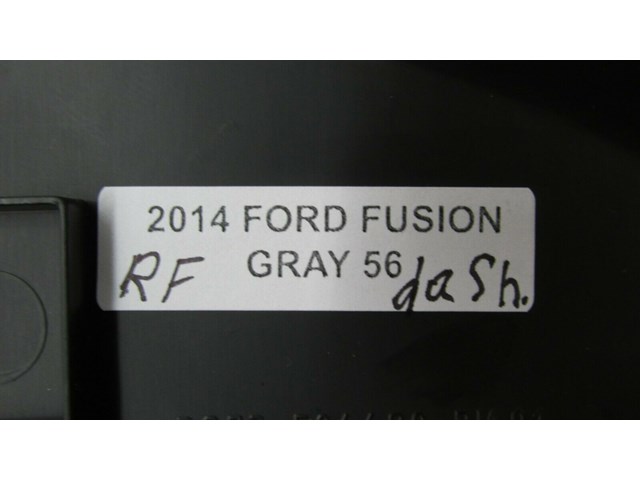 2014 FORD FUSION
RF GRAY 56 dash.